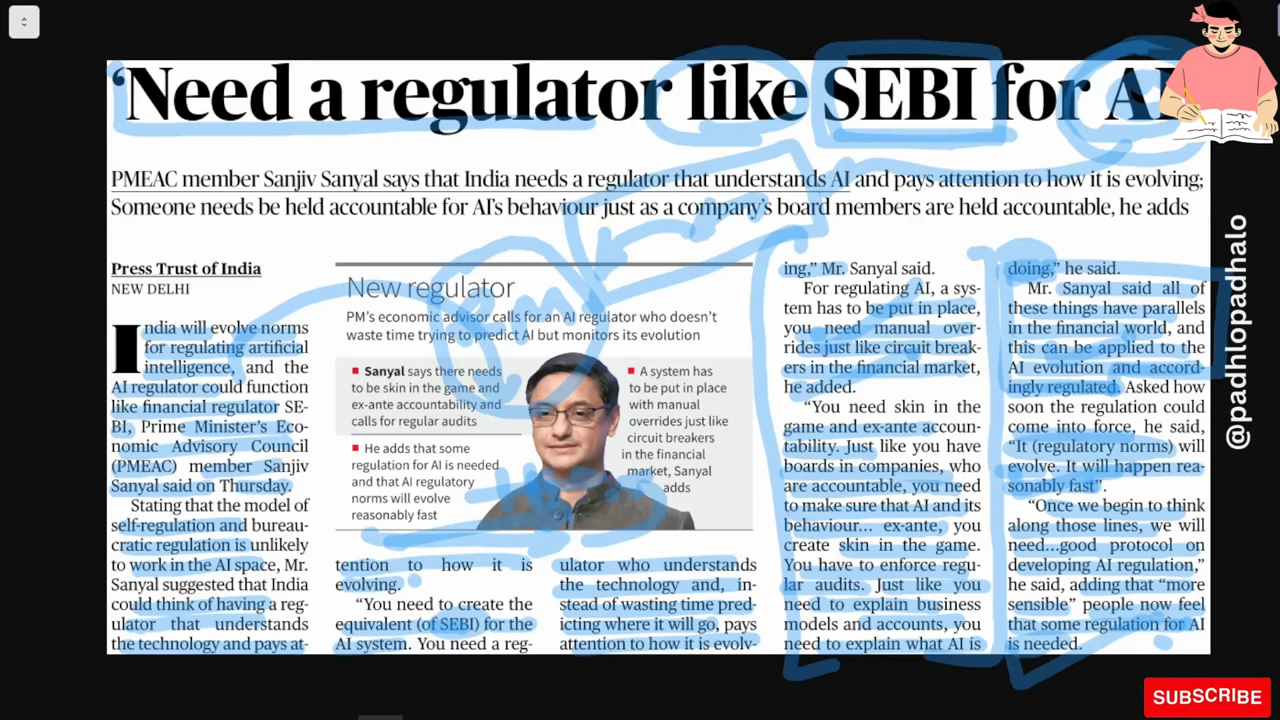 ‘Need a regulator like SEBI for AI
PMEAC member Sanjiv Sanyal says that India needs a regulator that understands AI and pays attention to how it is evolving;
Someone needs be held accountable for AI’s behaviour just as a company’s board members are held accountable, he adds
Press Trust of India
NEW DELHI
India will evolve norms
for regulating artificial
intelligence, and the
AI regulator could function
like financial regulator SE-
BI, Prime Minister’s Eco-
nomic Advisory Council
(PMEAC) member Sanjiv
Sanyal said on Thursday.
Stating that the model of
self-regulation and bureau-
cratic regulation is unlikely
to work in the AI space, Mr.
Sanyal suggested that India
could think of having a reg-
ulator that understands
the technology and pays at-
New regulator
PM’s economic advisor calls for an AI regulator who doesn’t
waste time trying to predict AI but monitors its evolution
■ Sanyal says there needs
to be skin in the game and
ex-ante accountability and
calls for regular audits
■ He adds that some
regulation for AI is needed
and that AI regulatory
norms will evolve
reasonably fast
■ A system has
to be put in place
with manual
overrides just like
circuit breakers
in the financial
market, Sanyal
adds
tention to how it is
evolving.
“You need to create the
equivalent (of SEBI) for the
AI system. You need a reg-
ulator who understands
the technology and, in-
stead of wasting time pred-
icting where it will go, pays
attention to how it is evolv-
ing,” Mr. Sanyal said.
For regulating AI, a sys-
tem has to be put in place,
you need manual over-
rides just like circuit break-
ers in the financial market,
he added.
“You need skin in the
game and ex-ante accoun-
tability. Just like you have
boards in companies, who
are accountable, you need
to make sure that AI and its
behaviour... ex-ante, you
create skin in the game.
You have to enforce regu-
lar audits. Just like you
need to explain business
models and accounts, you
need to explain what AI is
doing,” he said.
Mr. Sanyal said all of
these things have parallels
in the financial world, and
this can be applied to the
AI evolution and accord-
ingly regulated. Asked how
soon the regulation could
come into force, he said,
“It (regulatory norms) will
evolve. It will happen rea-
sonably fast”.
“Once we begin to think
along those lines, we will
need...good protocol on
developing AI regulation,”
he said, adding that “more
sensible” people now feel
that some regulation for AI
is needed.
@padhlopadhalo
SUBSCRIBE